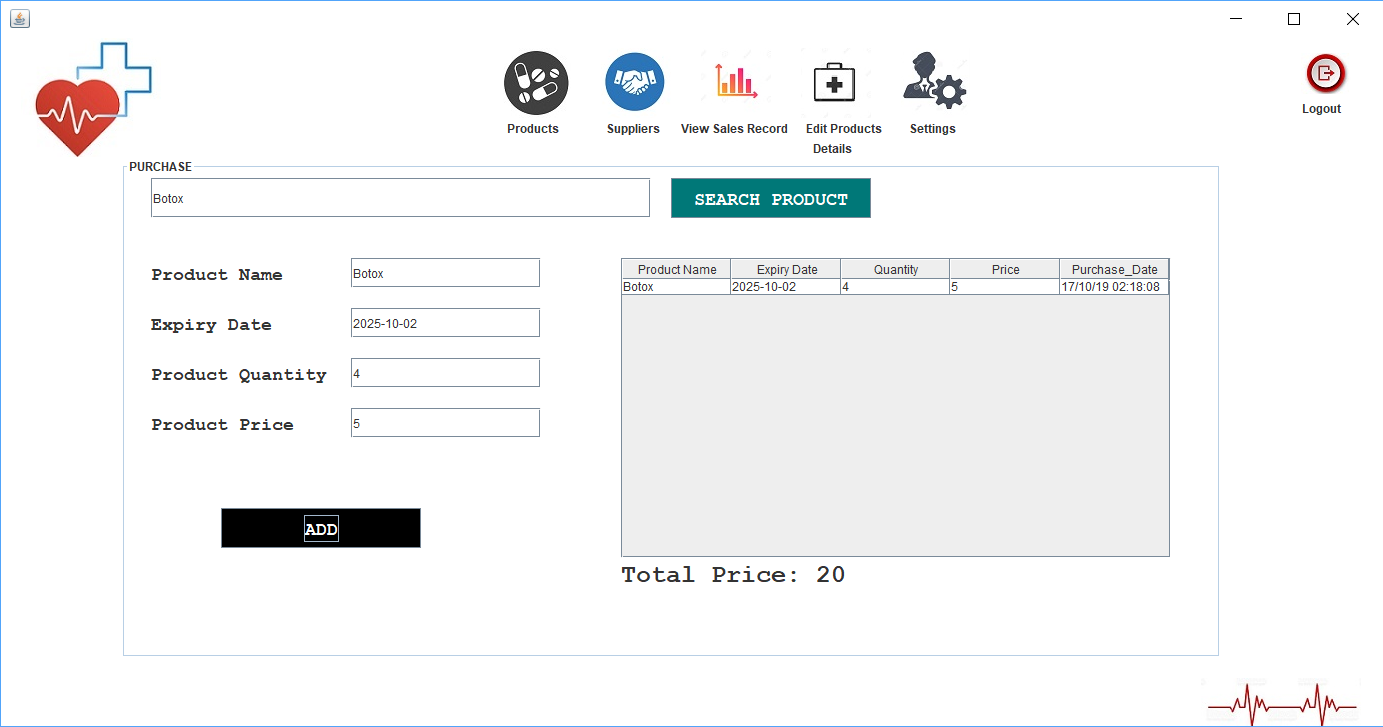 Products Suppliers View Sales Record Edit Products Settings
Details
Logout
PURCHASE
Botox
SEARCH PRODUCT
Product Name Botox
Expiry Date 2025-10-02
Product Quantity 4
Product Price 5
ADD
Product Name Expiry Date Quantity Price Purchase_Date
Botox 2025-10-02 4 5 17/10/19 02:18:08
Total Price: 20